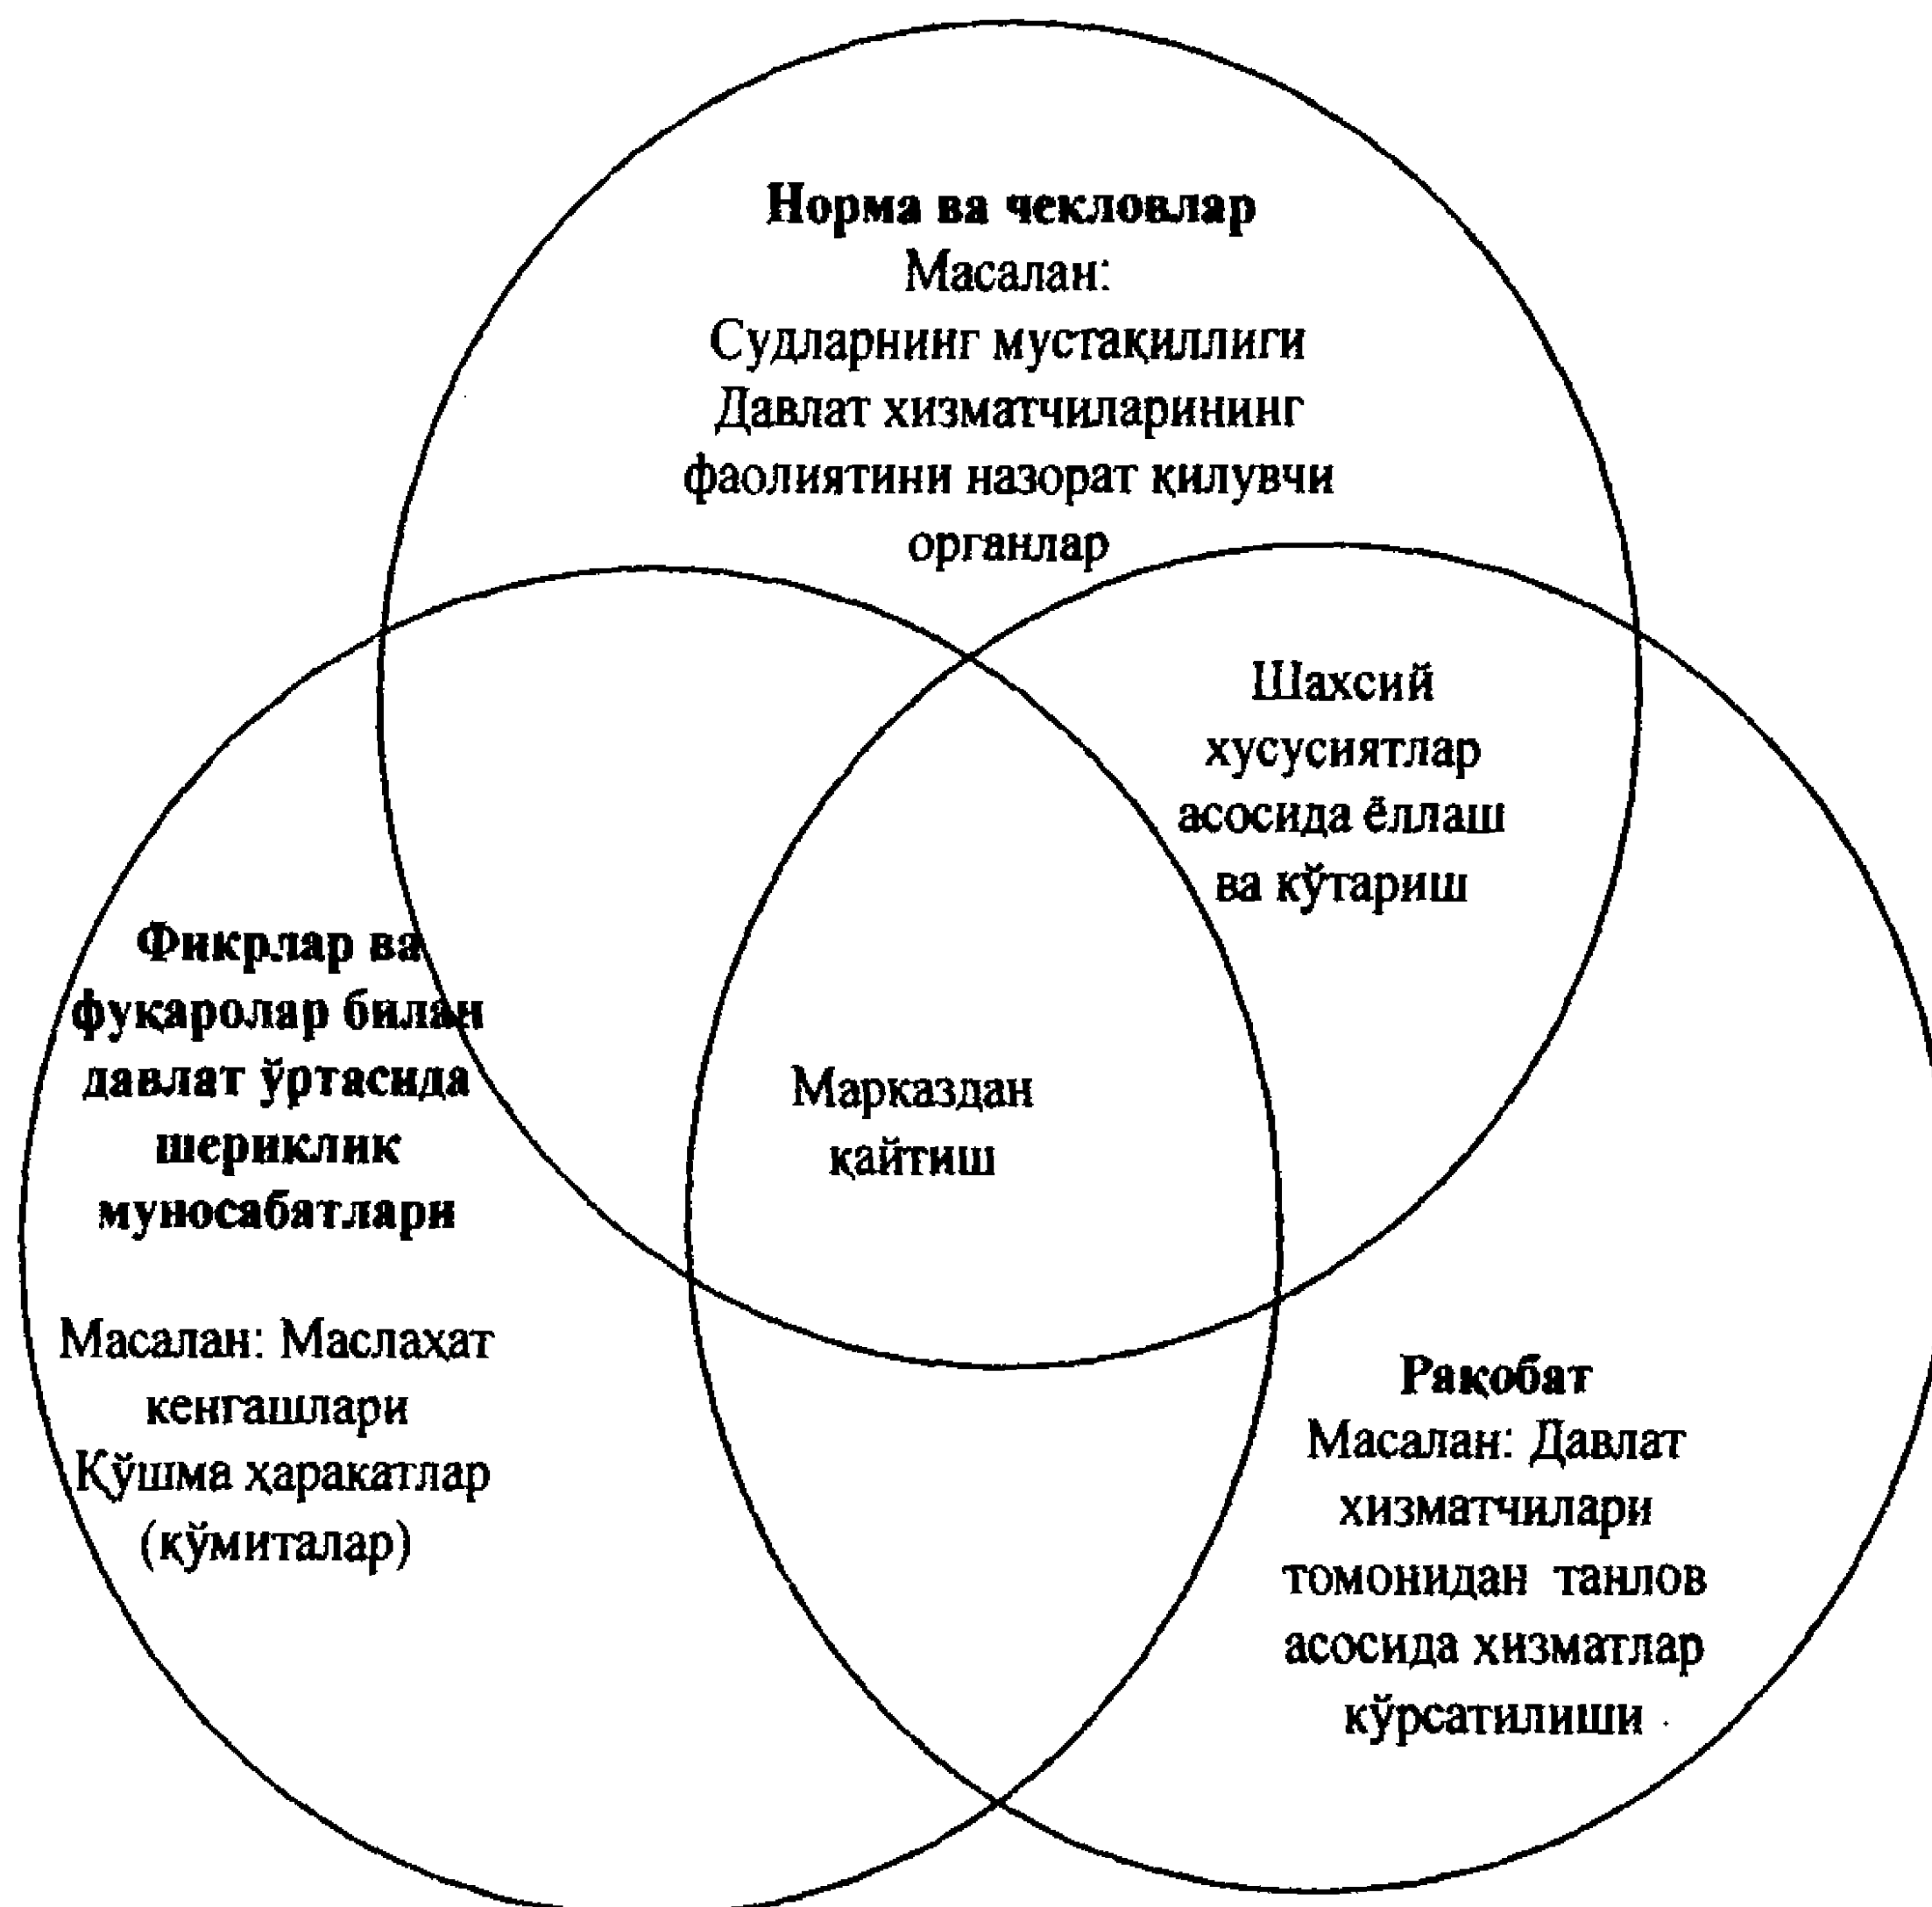 Норма ва чекловлар
Масалан:
Судларнинг мустақиллиги
Давлат хизматчиларининг
фаолиятини назорат қилувчи
органлар
Шахсий
хусусиятлар
асосида ёллаш
ва кўтариш
Фикрлар ва
фуқаролар билан
давлат ўртасида
шериклик
муносабатлари
Марказдан
қайтиш
Масалан: Маслаҳат
кенгашлари
Қўшма ҳаракатлар
(қўмиталар)
Рақобат
Масалан: Давлат
хизматчилари
томонидан танлов
асосида хизматлар
кўрсатилиши